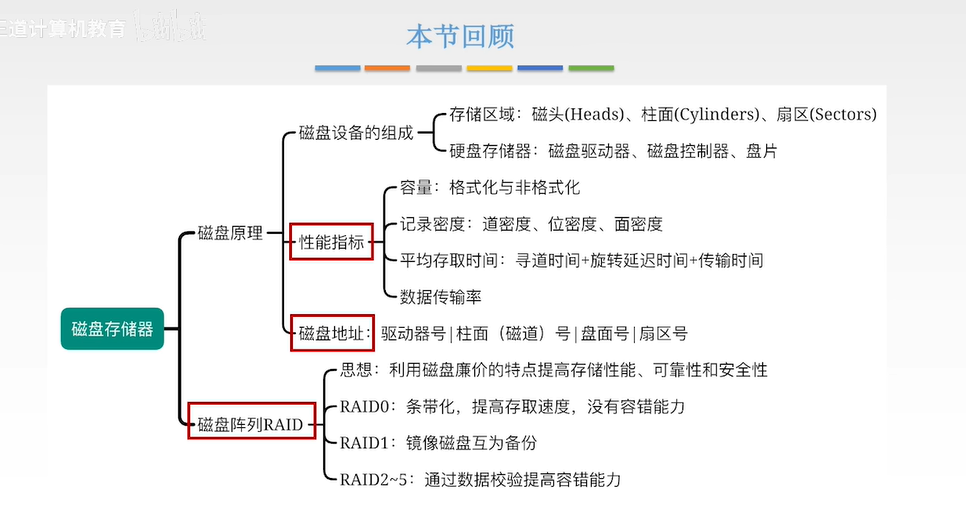 王道计算机教育
本节回顾
磁盘存储器
磁盘原理
磁盘设备的组成
存储区域：磁头(Heads)、柱面(Cylinders)、扇区(Sectors)
硬盘存储器：磁盘驱动器、磁盘控制器、盘片
性能指标
容量：格式化与非格式化
记录密度：道密度、位密度、面密度
平均存取时间：寻道时间+旋转延迟时间+传输时间
数据传输率
磁盘地址：驱动器号|柱面（磁道）号|盘面号|扇区号
磁盘阵列RAID
思想：利用磁盘廉价的特点提高存储性能、可靠性和安全性
RAID0：条带化，提高存取速度，没有容错能力
RAID1：镜像磁盘互为备份
RAID2~5：通过数据校验提高容错能力